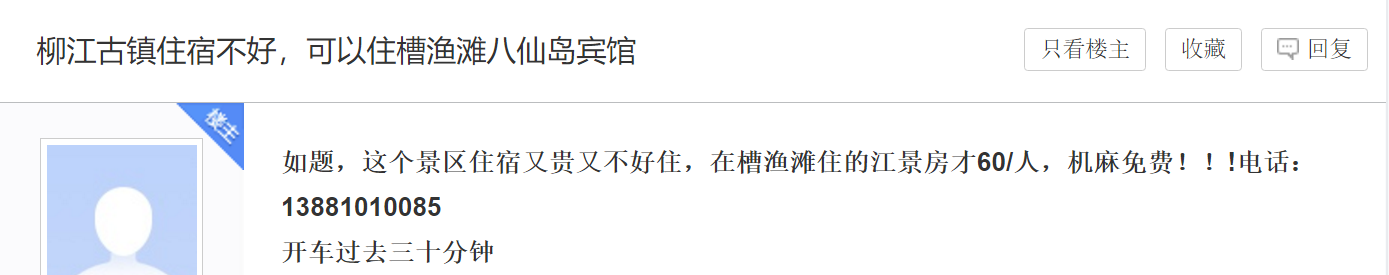 柳江古镇住宿不好，可以住槽渔滩八仙岛宾馆
只看楼主
收藏
回复
楼主
如题，这个景区住宿又贵又不好住，在槽渔滩住的江景房才60/人，机麻免费！！!电话：
13881010085
开车过去三十分钟